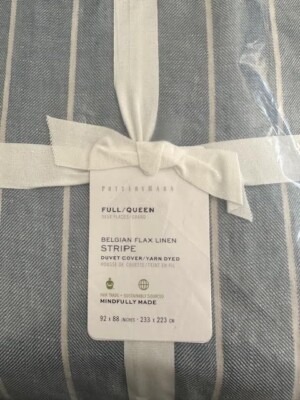 POTTERY BARN
FULL/QUEEN
BELGIAN FLAX LINEN
STRIPE
DUVET COVER/YARN DYED
MINDFULLY MADE
92 X 88 INCHES · 233 X 223 CM